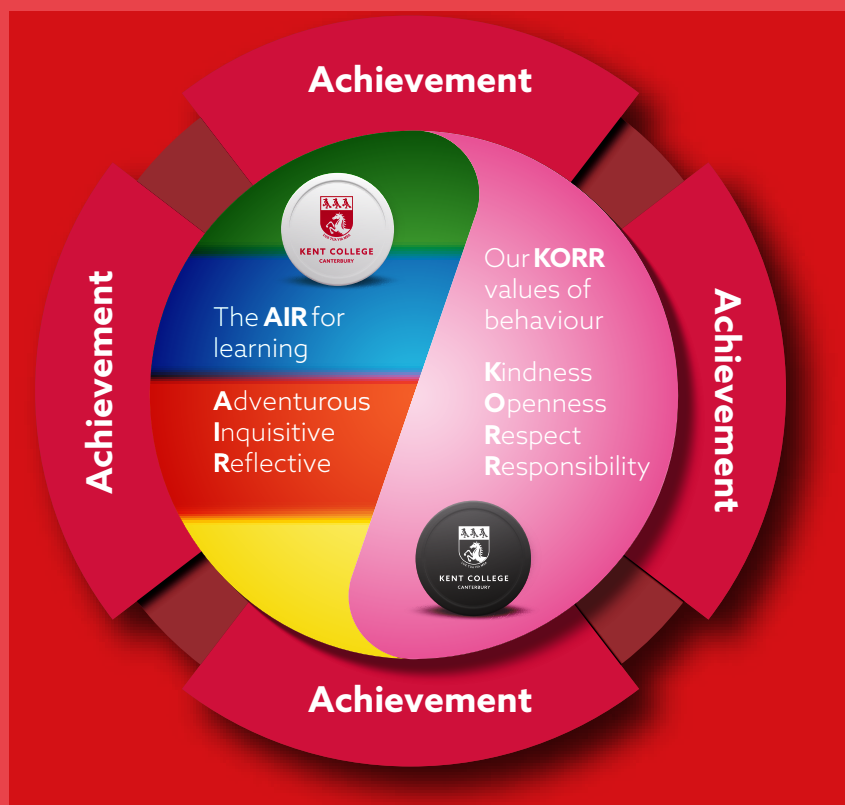 Achievement
KENT COLLEGE
CANTERBURY
The AIR for
learning
Adventurous
Inquisitive
Reflective
Our KORR
values of
behaviour
Kindness
Openness
Respect
Responsibility
KENT COLLEGE
CANTERBURY
Achievement
Achievement
Achievement